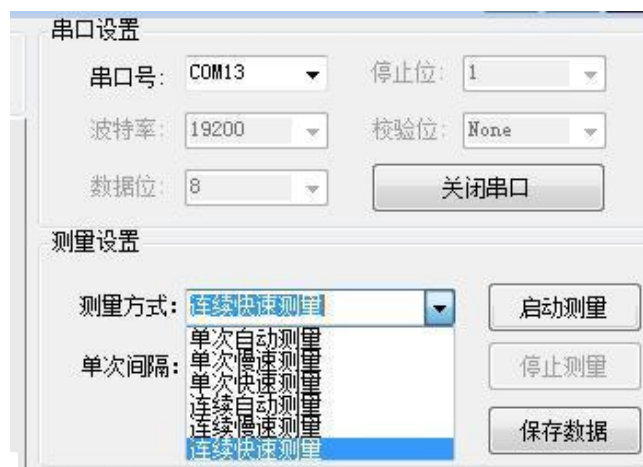 串口设置
串口号: COM13 停止位: 1
波特率: 19200 校验位: None
数据位: 8 关闭串口
测量设置
测量方式: 连续快速测量 启动测量
单次自动测量
单次慢速测量
单次间隔: 单次快速测量 停止测量
连续自动测量
连续慢速测量 保存数据
连续快速测量